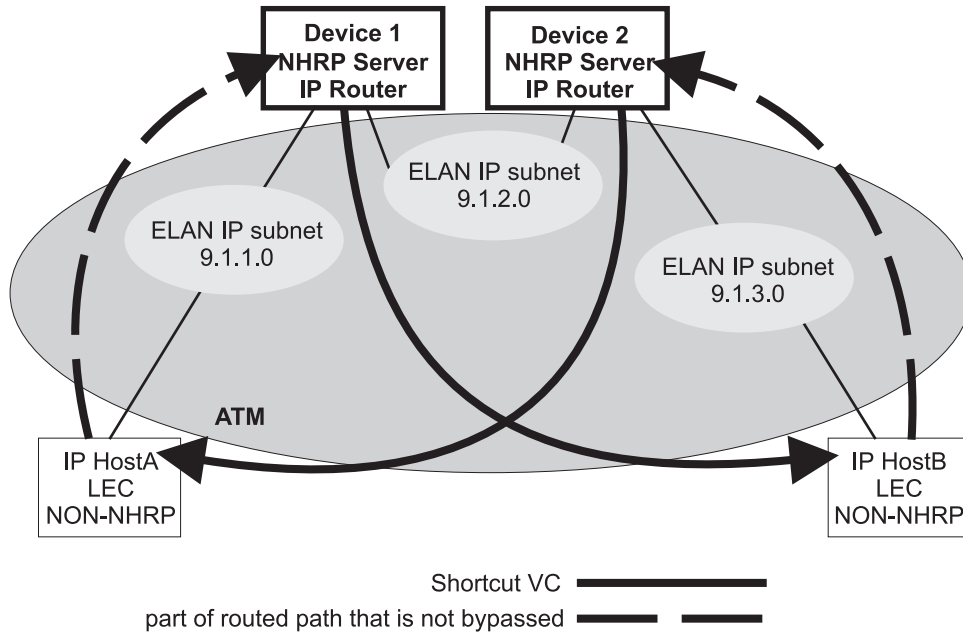 Device 1
NHRP Server
IP Router
Device 2
NHRP Server
IP Router
ELAN IP subnet
9.1.2.0
ELAN IP subnet
9.1.1.0
ELAN IP subnet
9.1.3.0
ATM
IP HostA
LEC
NON-NHRP
IP HostB
LEC
NON-NHRP
Shortcut VC
part of routed path that is not bypassed